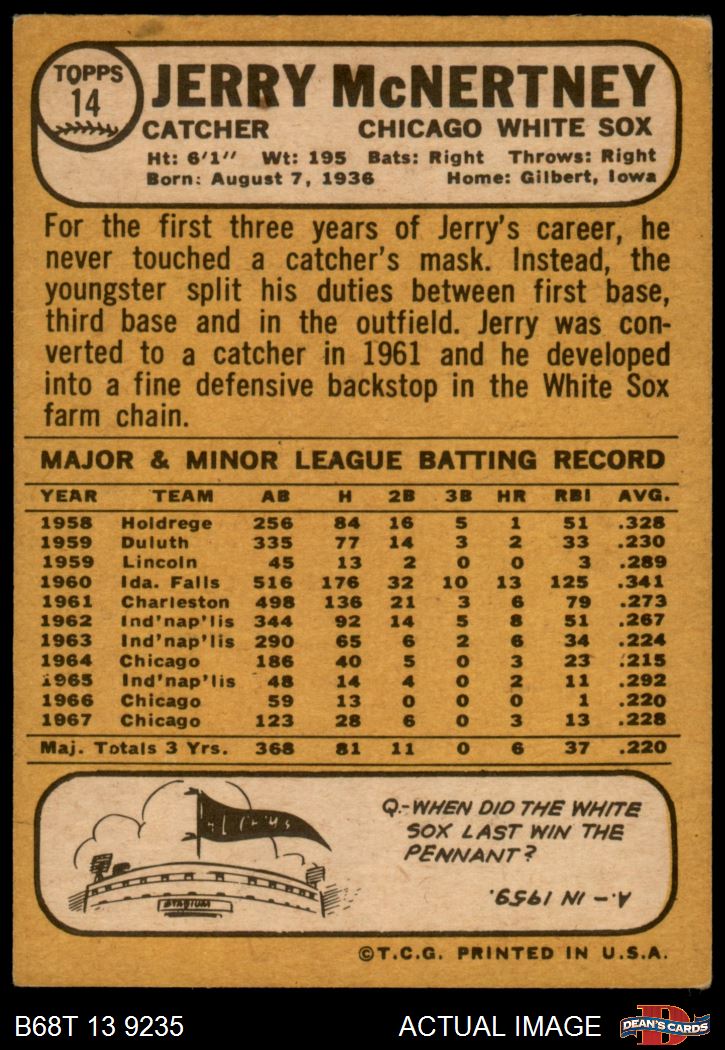 TOPPS
14
JERRY McNERTNEY
CATCHER CHICAGO WHITE SOX
Ht: 6'1" Wt: 195 Bats: Right Throws: Right
Born: August 7, 1936 Home: Gilbert, Iowa
For the first three years of Jerry's career, he
never touched a catcher's mask. Instead, the
youngster split his duties between first base,
third base and in the outfield. Jerry was con-
verted to a catcher in 1961 and he developed
into a fine defensive backstop in the White Sox
farm chain.
MAJOR & MINOR LEAGUE BATTING RECORD
YEAR TEAM AB H 2B 3B HR RBI AVG.
1958 Holdrege 256 84 16 5 1 51 .328
1959 Duluth 335 77 14 3 2 33 .230
1959 Lincoln 45 13 2 0 0 3 .289
1960 Ida. Falls 516 176 32 10 13 125 .341
1961 Charleston 498 136 21 3 6 79 .273
1962 Ind'nap'lis 344 92 14 5 8 51 .267
1963 Ind'nap'lis 290 65 6 2 6 34 .224
1964 Chicago 186 40 5 0 3 23 .215
1965 Ind'nap'lis 48 14 4 0 2 11 .292
1966 Chicago 59 13 0 0 0 1 .220
1967 Chicago 123 28 6 0 3 13 .228
Maj. Totals 3 Yrs. 368 81 11 0 6 37 .220
STADIUM
Q.-WHEN DID THE WHITE
SOX LAST WIN THE
PENNANT?
A.- IN 1959.
©T.C.G. PRINTED IN U.S.A.
B68T 13 9235 ACTUAL IMAGE
DEAN'S CARDS